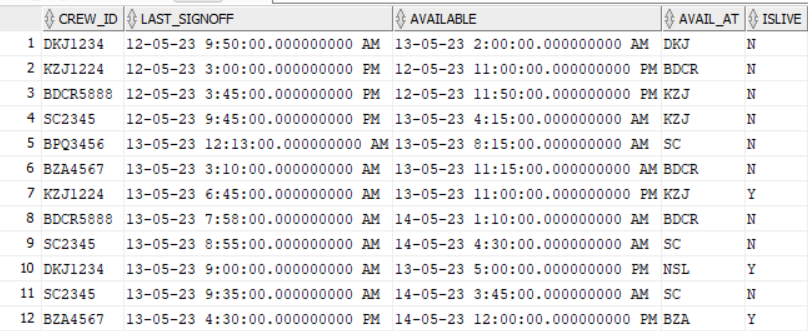 CREW_ID LAST_SIGNOFF AVAILABLE AVAIL_AT ISLIVE
1 DKJ1234 12-05-23 9:50:00.000000000 AM 13-05-23 2:00:00.000000000 AM DKJ N
2 KZJ1224 12-05-23 3:00:00.000000000 PM 12-05-23 11:00:00.000000000 PM BDCR N
3 BDCR5888 12-05-23 3:45:00.000000000 PM 12-05-23 11:50:00.000000000 PM KZJ N
4 SC2345 12-05-23 9:45:00.000000000 PM 13-05-23 4:15:00.000000000 AM KZJ N
5 BPQ3456 13-05-23 12:13:00.000000000 AM 13-05-23 8:15:00.000000000 AM SC N
6 BZA4567 13-05-23 3:10:00.000000000 AM 13-05-23 11:15:00.000000000 AM BDCR N
7 KZJ1224 13-05-23 6:45:00.000000000 AM 13-05-23 11:00:00.000000000 PM KZJ Y
8 BDCR5888 13-05-23 7:58:00.000000000 AM 14-05-23 1:10:00.000000000 AM BDCR N
9 SC2345 13-05-23 8:55:00.000000000 AM 14-05-23 4:30:00.000000000 AM SC N
10 DKJ1234 13-05-23 9:00:00.000000000 AM 13-05-23 5:00:00.000000000 PM NSL Y
11 SC2345 13-05-23 9:35:00.000000000 AM 14-05-23 3:45:00.000000000 AM SC N
12 BZA4567 13-05-23 4:30:00.000000000 PM 14-05-23 12:00:00.000000000 PM BZA Y